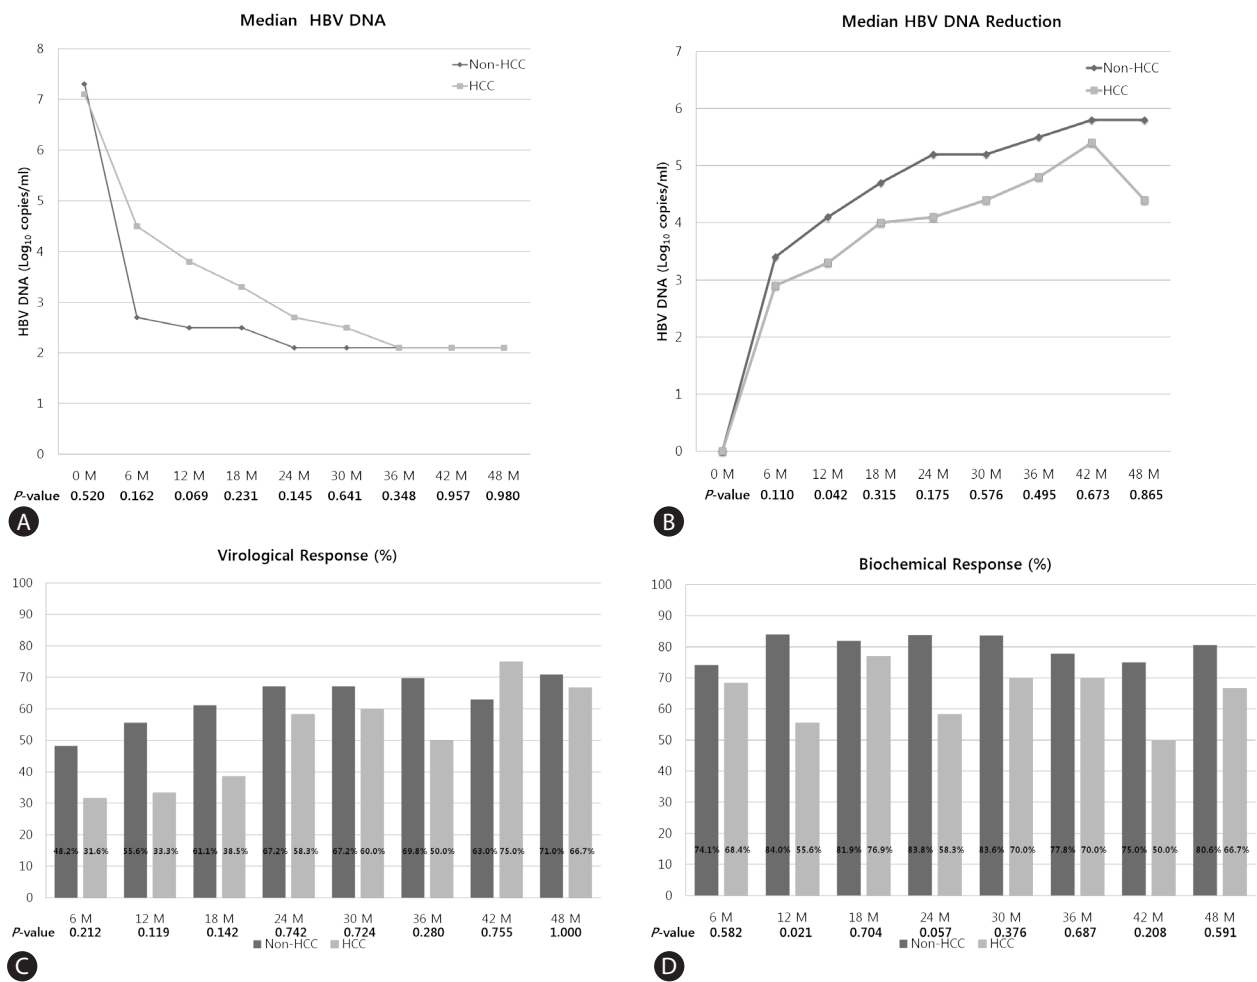 Median HBV DNA
8
7
6
5
4
3
2
1
0
HBV DNA (Log10 copies/ml)
Non-HCC
HCC
0 M 6 M 12 M 18 M 24 M 30 M 36 M 42 M 48 M
P-value 0.520 0.162 0.069 0.231 0.145 0.641 0.348 0.957 0.980
A
Median HBV DNA Reduction
7
6
5
4
3
2
1
0
HBV DNA (Log10 copies/ml)
Non-HCC
HCC
0 M 6 M 12 M 18 M 24 M 30 M 36 M 42 M 48 M
P-value 0.110 0.042 0.315 0.175 0.576 0.495 0.673 0.865
B
Virological Response (%)
100
90
80
70
60
50
40
30
20
10
0
48.2% 31.6% 55.6% 33.3% 61.1% 38.5% 67.2% 58.3% 67.2% 60.0% 69.8% 50.0% 63.0% 75.0% 71.0% 66.7%
6 M 12 M 18 M 24 M 30 M 36 M 42 M 48 M
P-value 0.212 0.119 0.142 0.742 0.724 0.280 0.755 1.000
Non-HCC HCC
C
Biochemical Response (%)
100
90
80
70
60
50
40
30
20
10
0
74.1% 68.4% 84.0% 55.6% 81.9% 76.9% 83.8% 58.3% 83.6% 70.0% 77.8% 70.0% 75.0% 50.0% 80.6% 66.7%
6 M 12 M 18 M 24 M 30 M 36 M 42 M 48 M
P-value 0.582 0.021 0.704 0.057 0.376 0.687 0.208 0.591
Non-HCC HCC
D